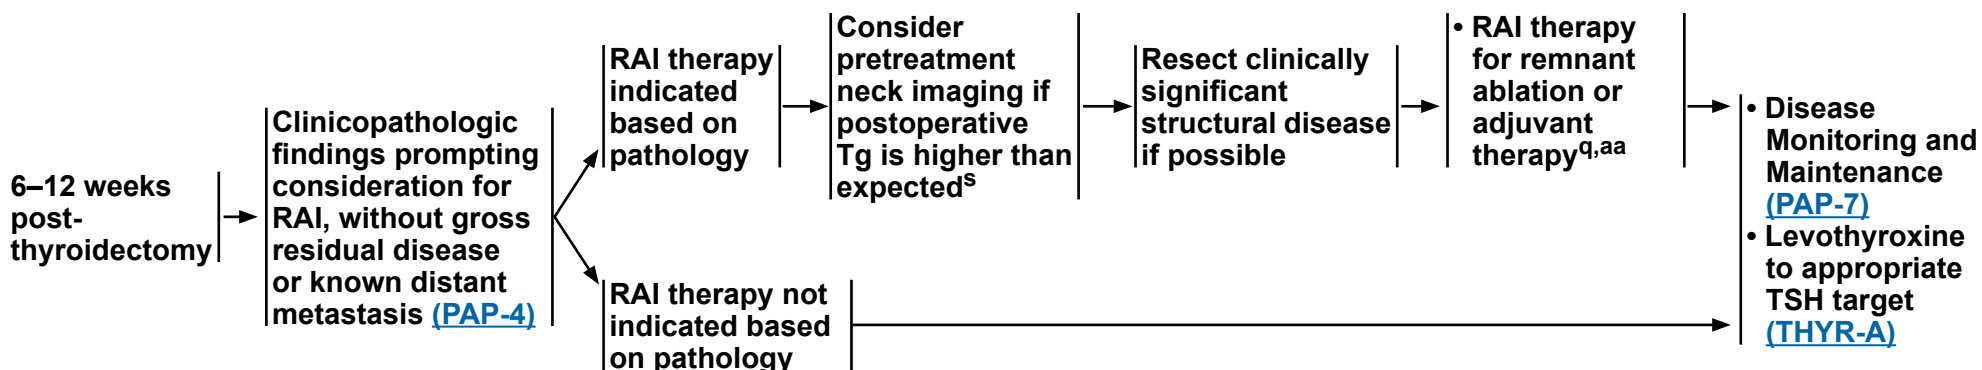 6–12 weeks
post-
thyroidectomy
Clinicopathologic
findings prompting
consideration for
RAI, without gross
residual disease
or known distant
metastasis (PAP-4)
RAI therapy
indicated
based on
pathology
Consider
pretreatment
neck imaging if
postoperative
Tg is higher than
expected^s
Resect clinically
significant
structural disease
if possible
• RAI therapy
for remnant
ablation or
adjuvant
therapy^q,aa
RAI therapy not
indicated based
on pathology
• Disease
Monitoring and
Maintenance
(PAP-7)
• Levothyroxine
to appropriate
TSH target
(THYR-A)